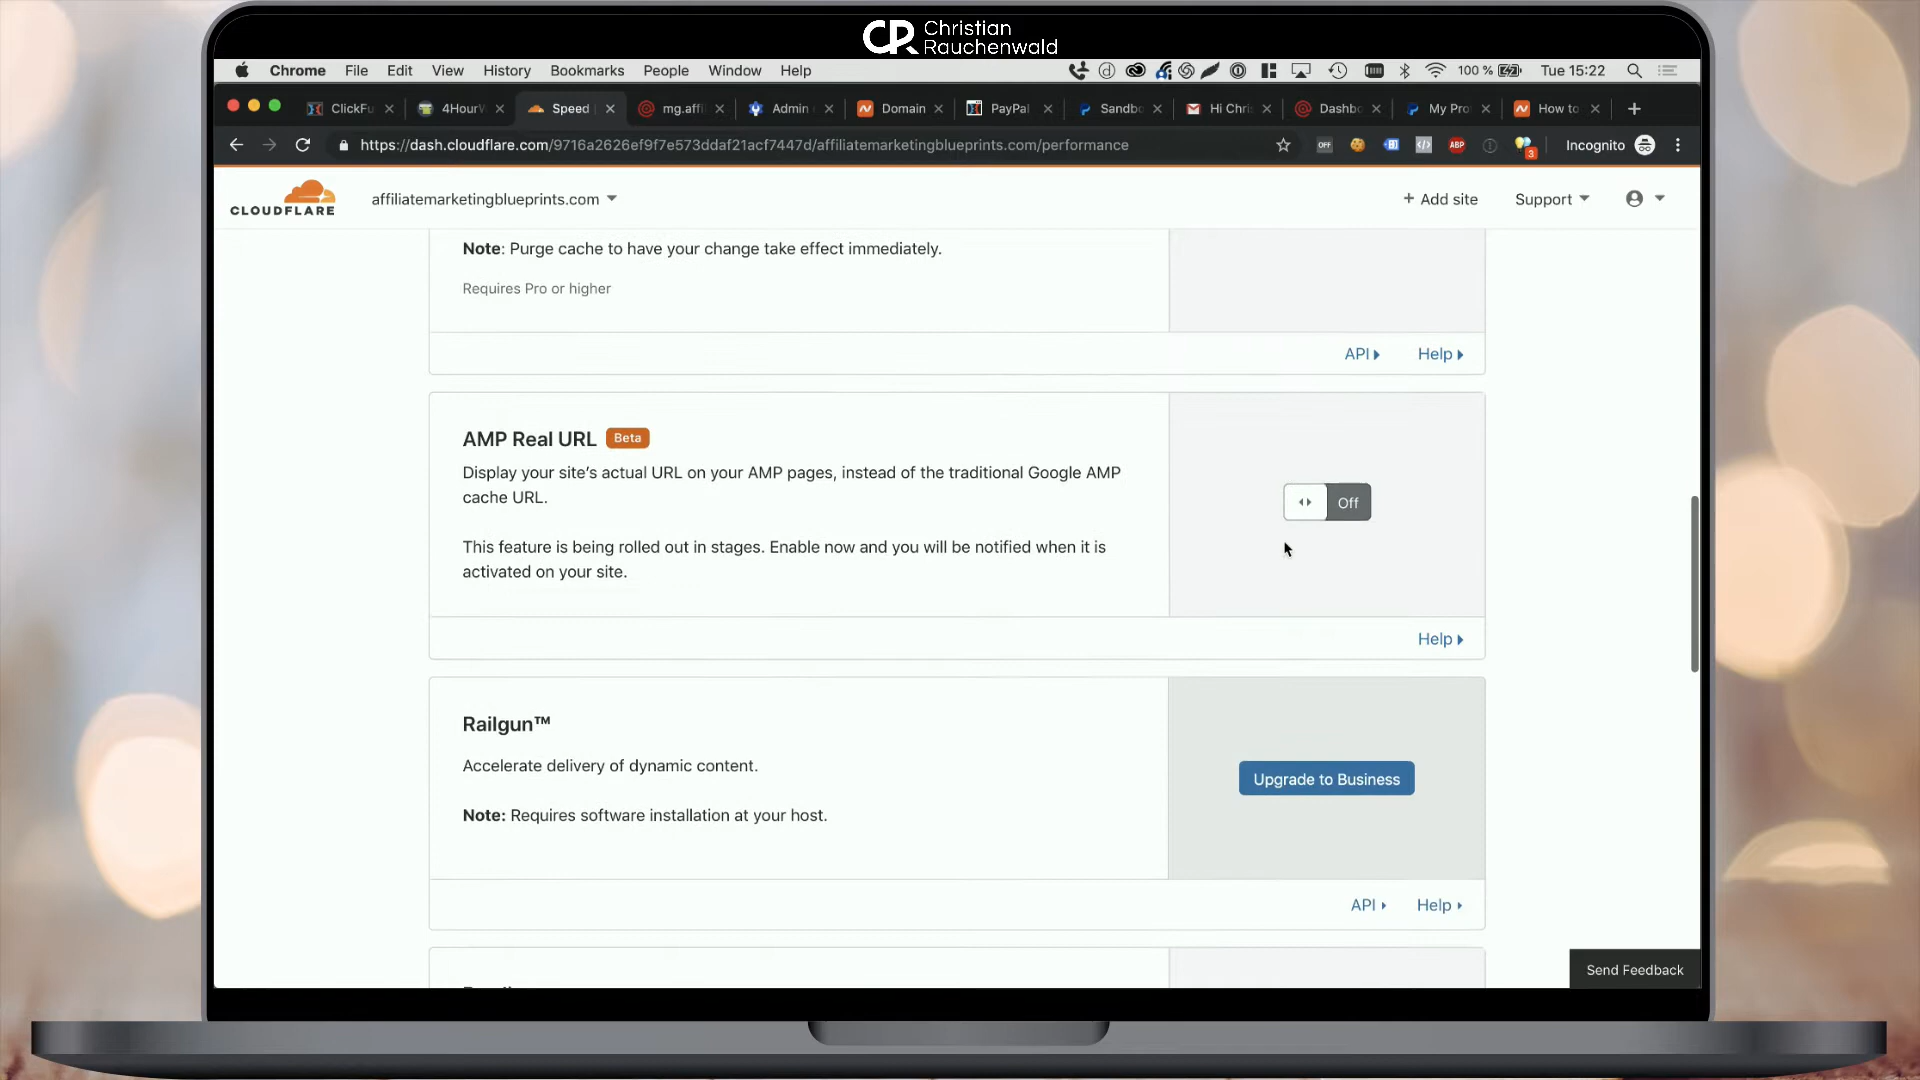 Christian
Rauchenwald
Chrome File Edit View History Bookmarks People Window Help 100 % Tue 15:22
ClickFu 4HourW Speed mg.affi Admin Domain PayPal Sandbo Hi Chris Dashbo My Pro How to
https://dash.cloudflare.com/9716a2626ef9f7e573ddaf21acf7447d/affiliatemarketingblueprints.com/performance OFF ABP 3 Incognito
CLOUDFLARE affiliatemarketingblueprints.com + Add site Support
Note: Purge cache to have your change take effect immediately.
Requires Pro or higher
API Help
AMP Real URL Beta
Display your site’s actual URL on your AMP pages, instead of the traditional Google AMP
cache URL.
Off
This feature is being rolled out in stages. Enable now and you will be notified when it is
activated on your site.
Help
Railgun™
Accelerate delivery of dynamic content.
Upgrade to Business
Note: Requires software installation at your host.
API Help
Send Feedback